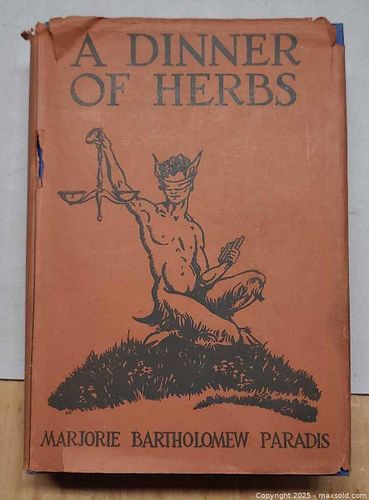 A DINNER
OF HERBS
MARJORIE BARTHOLOMEW PARADIS
© Copyright 2025 - maxsold.com